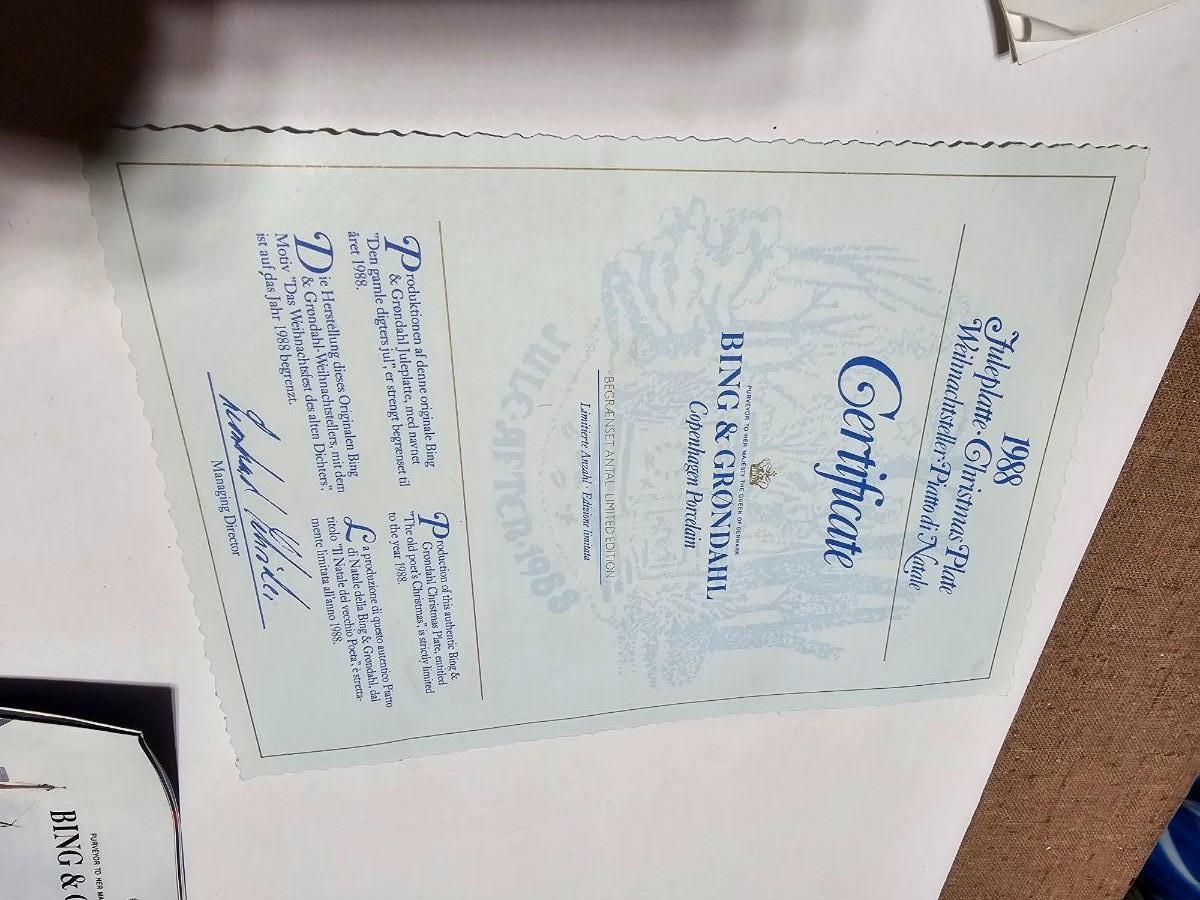 1988
Juleplatte · Christmas Plate
Weihnachtsteller · Piatto di Natale
Certificate
PURVEYOR TO HER MAJESTY THE QUEEN OF DENMARK
BING & GRØNDAHL
Copenhagen Porcelain
BEGRÆNSET ANTAL · LIMITED EDITION
Limitierte Anzahl · Edizione limitata
JULE AFTEN 1988
Produktionen af denne originale Bing
& Grøndahl Juleplatte, med navnet
"Den gamle digters jul", er strengt begrænset til
året 1988.
Die Herstellung dieses Originalen Bing
& Grøndahl-Weihnachtstellers, mit dem
Motiv "Das Weihnachtsfest des alten Dichters",
ist auf das Jahr 1988 begrenzt.
Production of this authentic Bing &
Grøndahl Christmas Plate, entitled
"The old poet's Christmas", is strictly limited
to the year 1988.
La produzione di questo autentico Piatto
di Natale della Bing & Grøndahl, dal
titolo "Il Natale del vecchio Poeta", è stretta-
mente limitata all'anno 1988.
Managing Director
PURVEYOR TO HER MA
BING & G